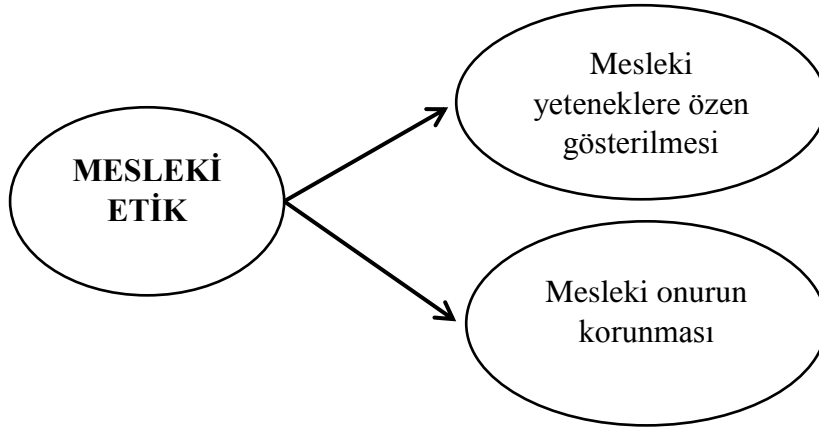 Mesleki
yeteneklere özen
gösterilmesi
MESLEKİ
ETİK
Mesleki onurun
korunması